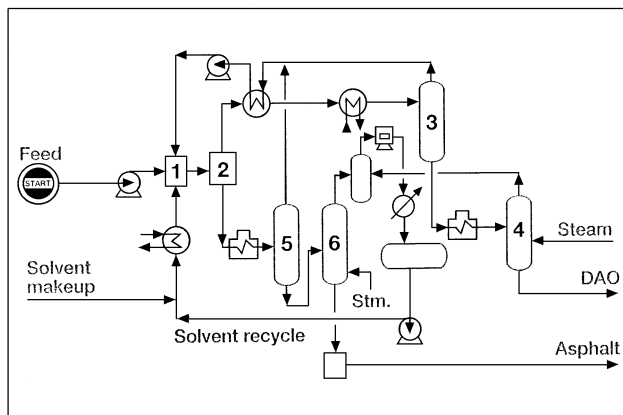 Feed
START
1
2
3
4
5
6
Steam
Stm.
DAO
Solvent
makeup
Solvent recycle
Asphalt